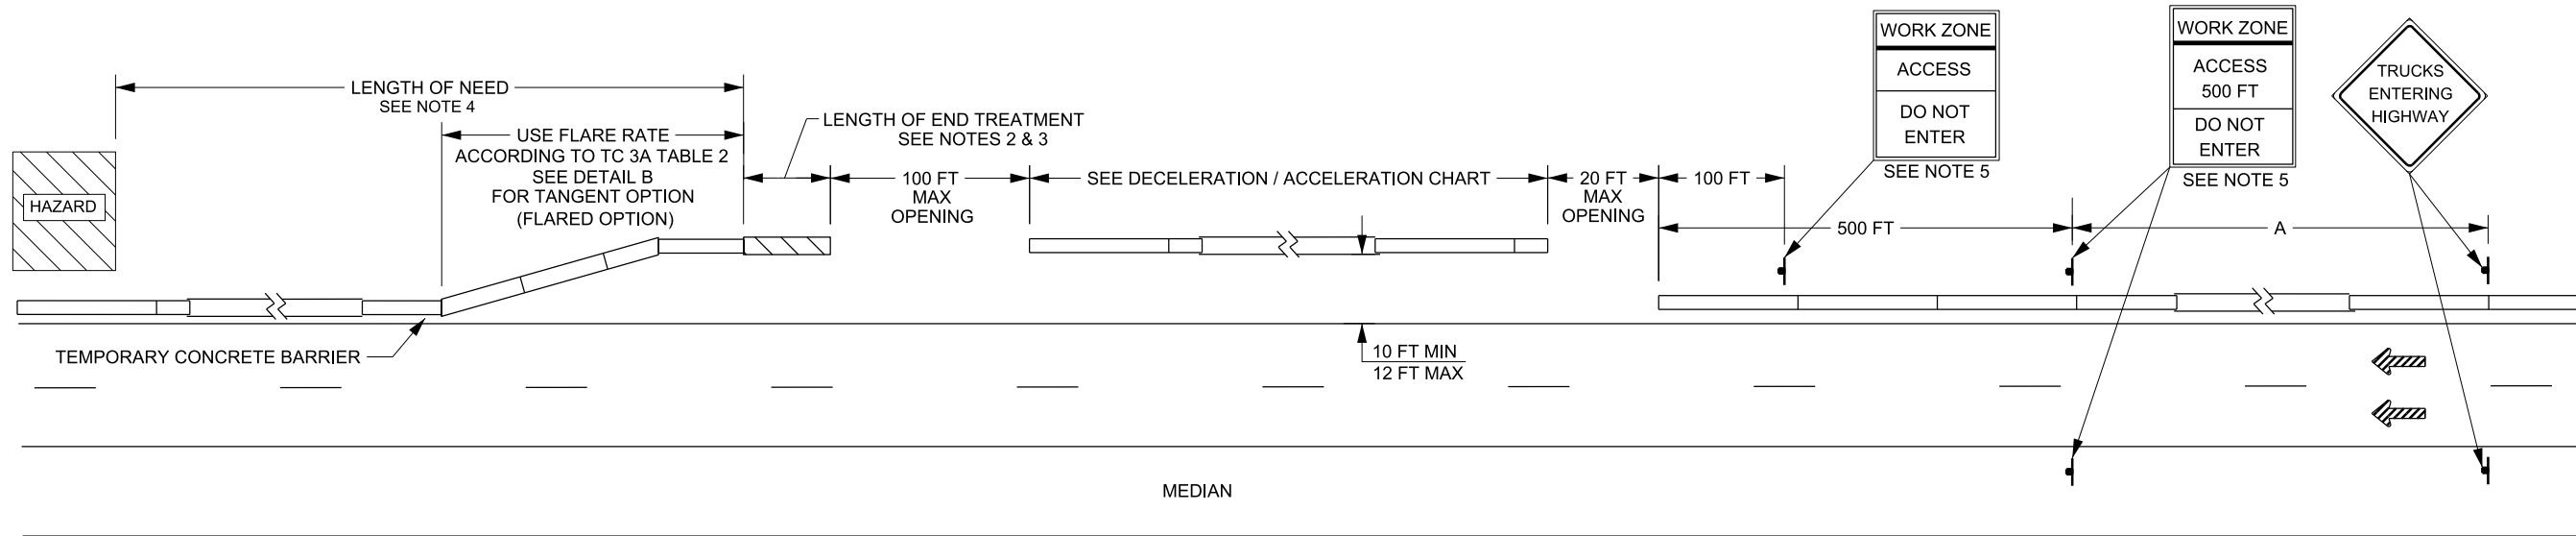 WORK ZONE
ACCESS
DO NOT
ENTER
SEE NOTE 5
WORK ZONE
ACCESS
500 FT
DO NOT
ENTER
SEE NOTE 5
TRUCKS
ENTERING
HIGHWAY
LENGTH OF NEED
SEE NOTE 4
USE FLARE RATE
ACCORDING TO TC 3A TABLE 2
SEE DETAIL B
FOR TANGENT OPTION
(FLARED OPTION)
LENGTH OF END TREATMENT
SEE NOTES 2 & 3
100 FT
MAX
OPENING
SEE DECELERATION / ACCELERATION CHART
20 FT
MAX
OPENING
100 FT
500 FT
A
HAZARD
TEMPORARY CONCRETE BARRIER
10 FT MIN
12 FT MAX
MEDIAN